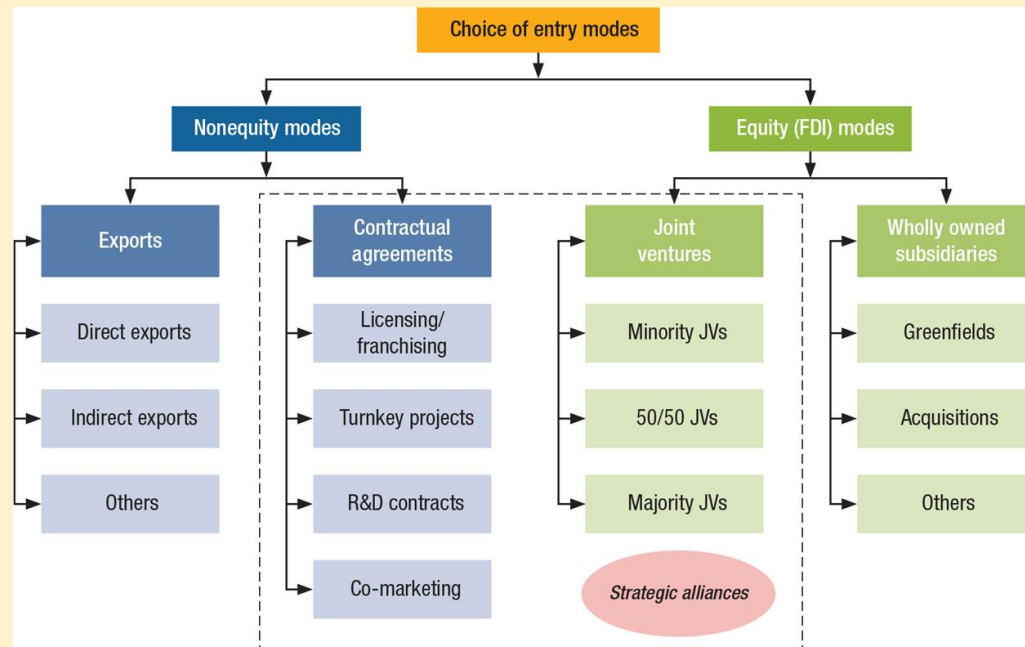 Choice of entry modes
Nonequity modes
Equity (FDI) modes
Exports
Direct exports
Indirect exports
Others
Contractual
agreements
Licensing/
franchising
Turnkey projects
R&D contracts
Co-marketing
Joint
ventures
Minority JVs
50/50 JVs
Majority JVs
Strategic alliances
Wholly owned
subsidiaries
Greenfields
Acquisitions
Others